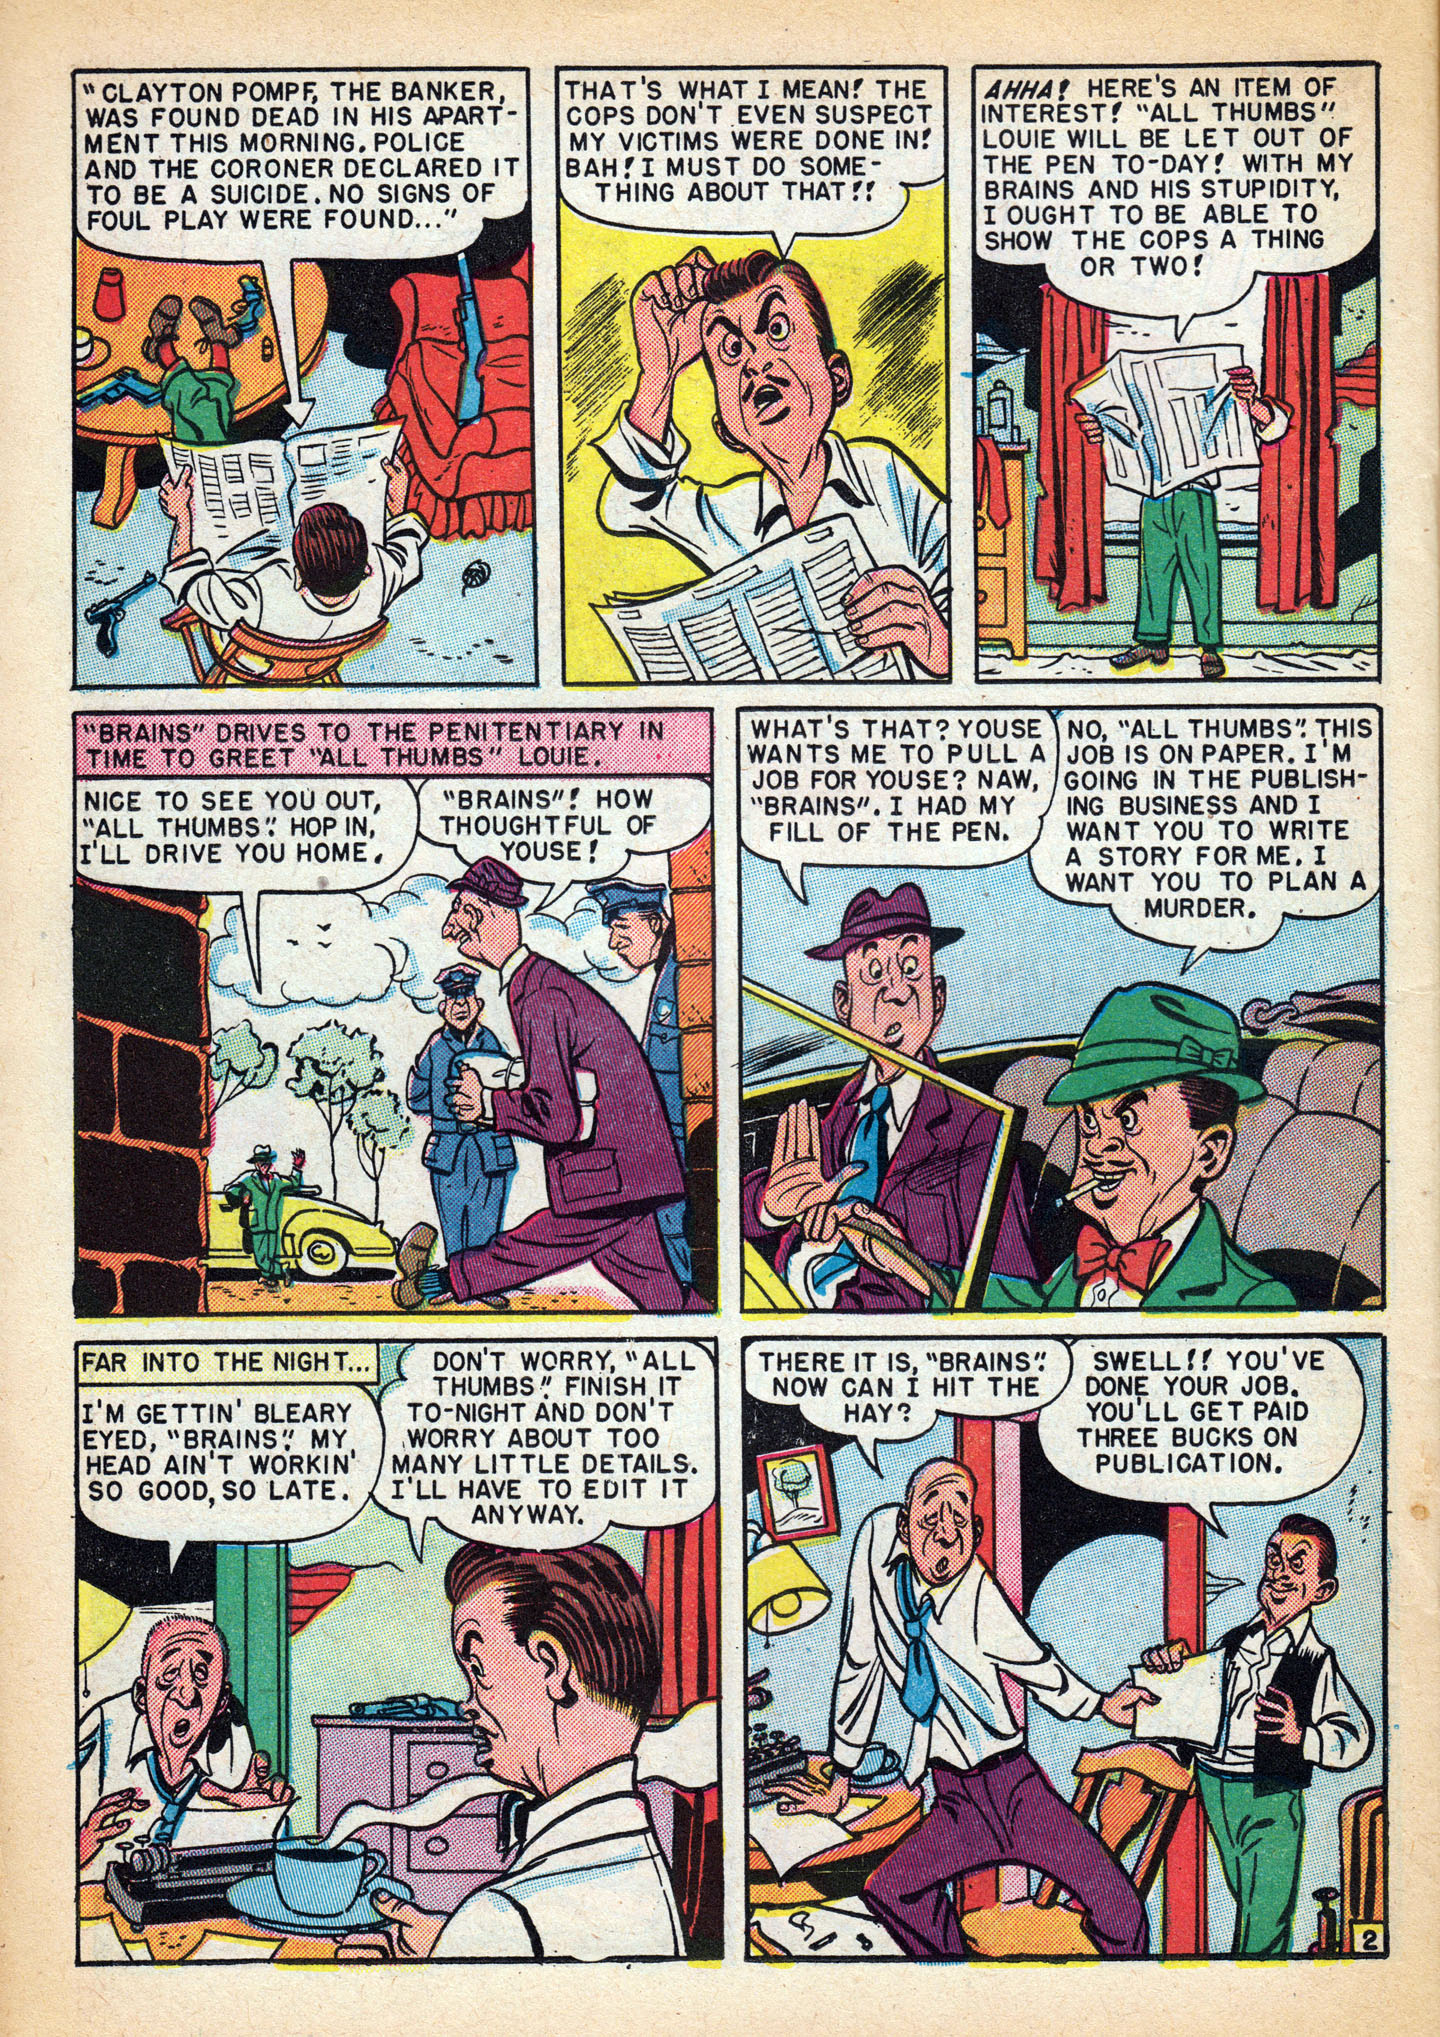 "CLAYTON POMPF, THE BANKER,
WAS FOUND DEAD IN HIS APART-
MENT THIS MORNING. POLICE
AND THE CORONER DECLARED IT
TO BE A SUICIDE. NO SIGNS OF
FOUL PLAY WERE FOUND..."
THAT'S WHAT I MEAN! THE
COPS DON'T EVEN SUSPECT
MY VICTIMS WERE DONE IN!
BAH! I MUST DO SOME-
THING ABOUT THAT!!
AHHA! HERE'S AN ITEM OF
INTEREST! "ALL THUMBS"
LOUIE WILL BE LET OUT OF
THE PEN TO-DAY! WITH MY
BRAINS AND HIS STUPIDITY,
I OUGHT TO BE ABLE TO
SHOW THE COPS A THING
OR TWO!
"BRAINS" DRIVES TO THE PENITENTIARY IN
TIME TO GREET "ALL THUMBS" LOUIE.
NICE TO SEE YOU OUT,
"ALL THUMBS". HOP IN,
I'LL DRIVE YOU HOME.
"BRAINS"! HOW
THOUGHTFUL OF
YOUSE!
WHAT'S THAT? YOUSE
WANTS ME TO PULL A
JOB FOR YOUSE? NAW,
"BRAINS". I HAD MY
FILL OF THE PEN.
NO, "ALL THUMBS". THIS
JOB IS ON PAPER. I'M
GOING IN THE PUBLISH-
ING BUSINESS AND I
WANT YOU TO WRITE
A STORY FOR ME. I
WANT YOU TO PLAN A
MURDER.
FAR INTO THE NIGHT...
I'M GETTIN' BLEARY
EYED, "BRAINS". MY
HEAD AIN'T WORKIN'
SO GOOD, SO LATE.
DON'T WORRY, "ALL
THUMBS". FINISH IT
TO-NIGHT AND DON'T
WORRY ABOUT TOO
MANY LITTLE DETAILS.
I'LL HAVE TO EDIT IT
ANYWAY.
THERE IT IS, "BRAINS".
NOW CAN I HIT THE
HAY?
SWELL!! YOU'VE
DONE YOUR JOB.
YOU'LL GET PAID
THREE BUCKS ON
PUBLICATION.
2